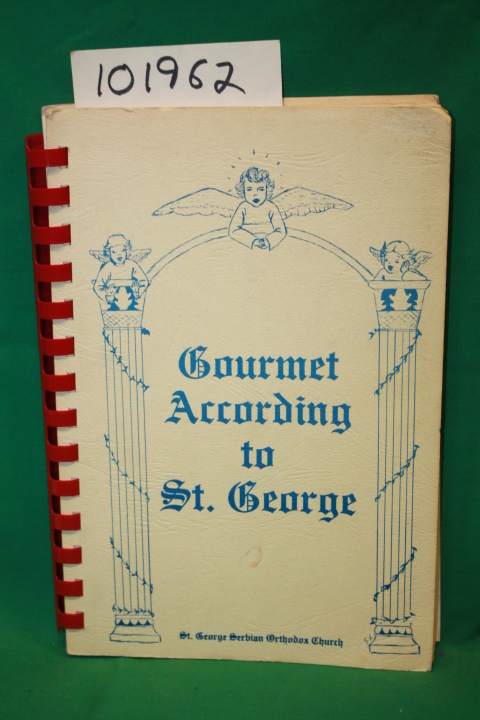 101962
Gourmet
According
to
St. George
St. George Serbian Orthodox Church